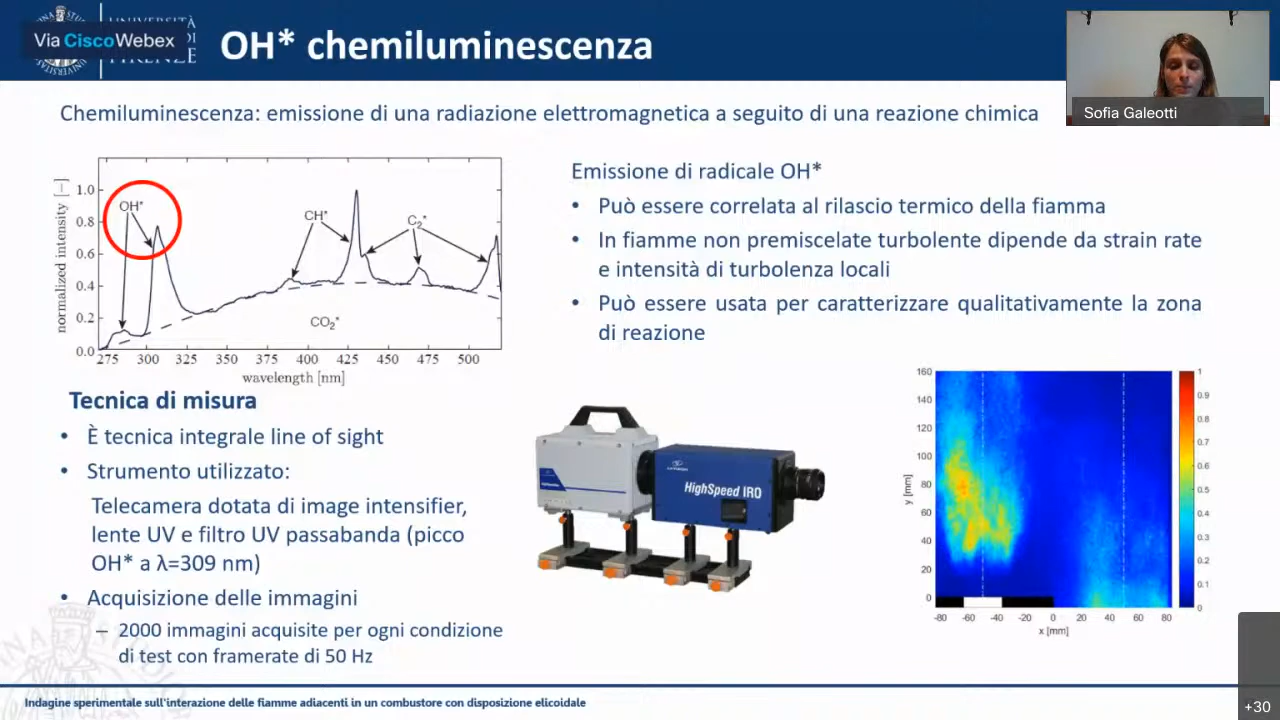 Via Cisco Webex
UNIVERSITÀ
DI
FIRENZE
OH* chemiluminescenza
Sofia Galeotti
Chemiluminescenza: emissione di una radiazione elettromagnetica a seguito di una reazione chimica
normalized intensity [—]
1.0
0.8
0.6
0.4
0.2
0.0
OH*
CH*
C2*
CO2*
275 300 325 350 375 400 425 450 475 500
wavelength [nm]
Emissione di radicale OH*
• Può essere correlata al rilascio termico della fiamma
• In fiamme non premiscelate turbolente dipende da strain rate
e intensità di turbolenza locali
• Può essere usata per caratterizzare qualitativamente la zona
di reazione
Tecnica di misura
• È tecnica integrale line of sight
• Strumento utilizzato:
Telecamera dotata di image intensifier,
lente UV e filtro UV passabanda (picco
OH* a λ=309 nm)
• Acquisizione delle immagini
– 2000 immagini acquisite per ogni condizione
di test con framerate di 50 Hz
HighSpeed IRO
y [mm]
160
140
120
100
80
60
40
20
0
-80 -60 -40 -20 0 20 40 60 80
x [mm]
1
0.9
0.8
0.7
0.6
0.5
0.4
0.3
0.2
0.1
0
Indagine sperimentale sull'interazione delle fiamme adiacenti in un combustore con disposizione elicoidale
+30